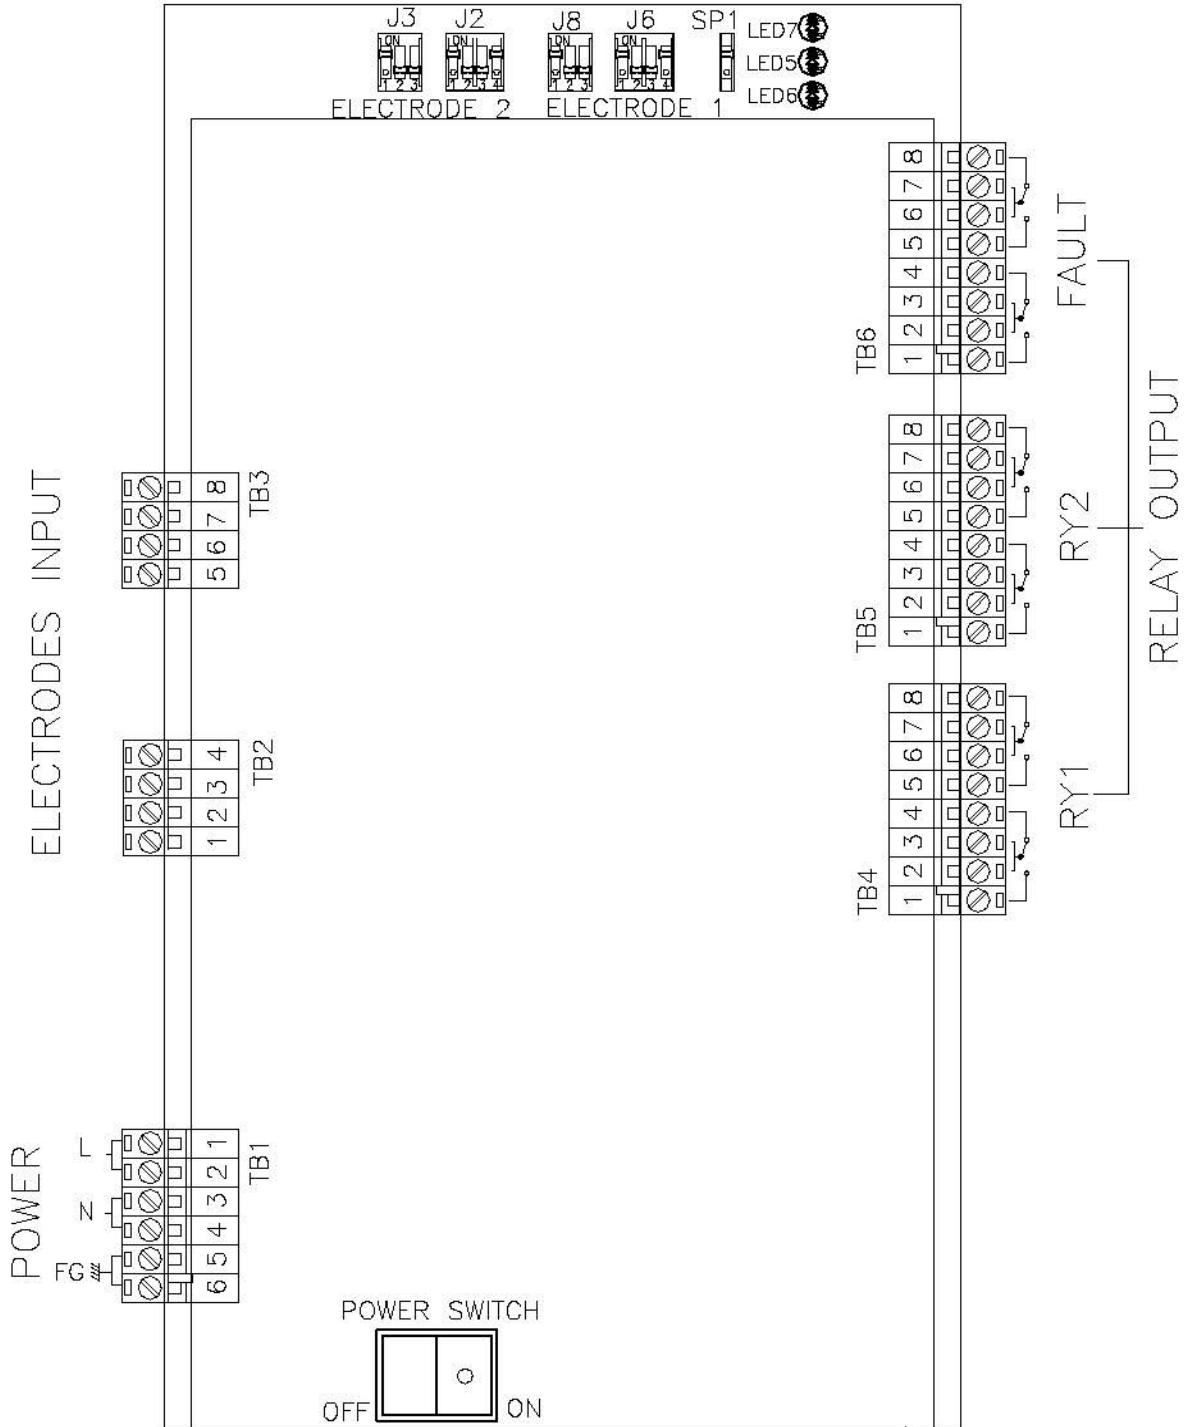 J3 J2 J8 J6 SP1
LED7
LED5
LED6
ON ON ON ON
1 2 3 1 2 3 4 1 2 3 1 2 3 4
ELECTRODE 2 ELECTRODE 1
8
7
6
5
4
3
2
1
TB6
FAULT
8
7
6
5
4
3
2
1
TB5
RY2
8
7
6
5
4
3
2
1
TB4
RY1
RELAY OUTPUT
ELECTRODES INPUT
8
7
6
5
TB3
4
3
2
1
TB2
POWER
L
N
FG
1
2
3
4
5
6
TB1
POWER SWITCH
OFF ON